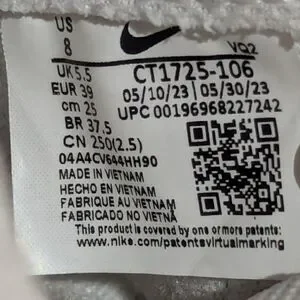 US
8
VQ2
UK 5.5
CT1725-106
EUR 39
05/10/23 05/30/23
cm 25
UPC 00196968227242
BR 37.5
CN 250(2.5)
04A4CV644HH90
MADE IN VIETNAM
HECHO EN VIETNAM
FABRIQUE AU VIETNAM
FABRICADO NO VIETNÃ
This product is covered by one or more patents:
www.nike.com/patentsvirtualmarking